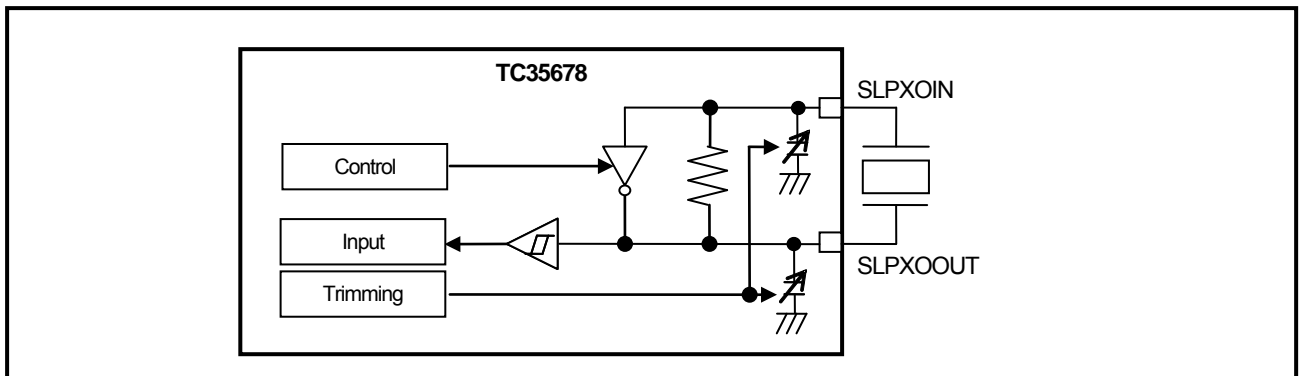 TC35678
SLPXOIN
Control
Input
SLPXOOUT
Trimming